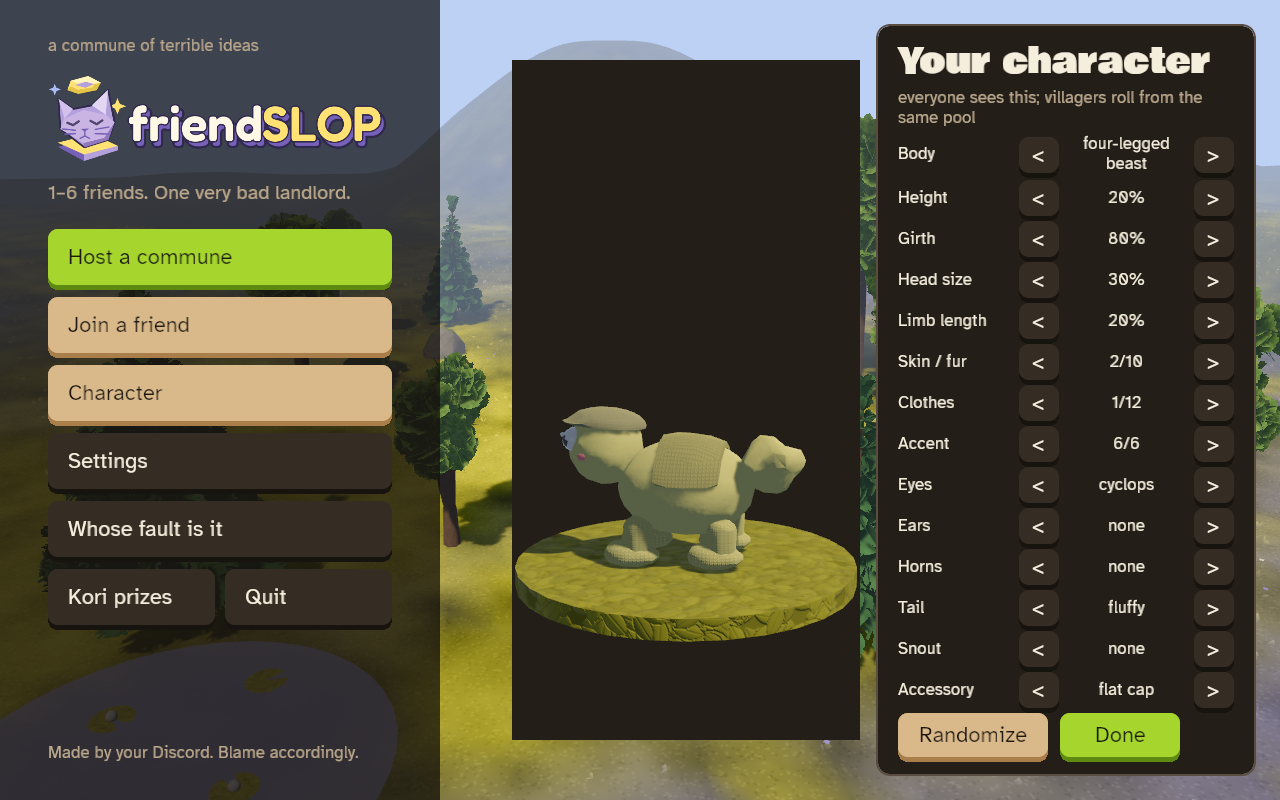 a commune of terrible ideas
friendSLOP
1–6 friends. One very bad landlord.
Host a commune
Join a friend
Character
Settings
Whose fault is it
Kori prizes
Quit
Made by your Discord. Blame accordingly.
Your character
everyone sees this; villagers roll from the
same pool
Body < four-legged beast >
Height < 20% >
Girth < 80% >
Head size < 30% >
Limb length < 20% >
Skin / fur < 2/10 >
Clothes < 1/12 >
Accent < 6/6 >
Eyes < cyclops >
Ears < none >
Horns < none >
Tail < fluffy >
Snout < none >
Accessory < flat cap >
Randomize
Done